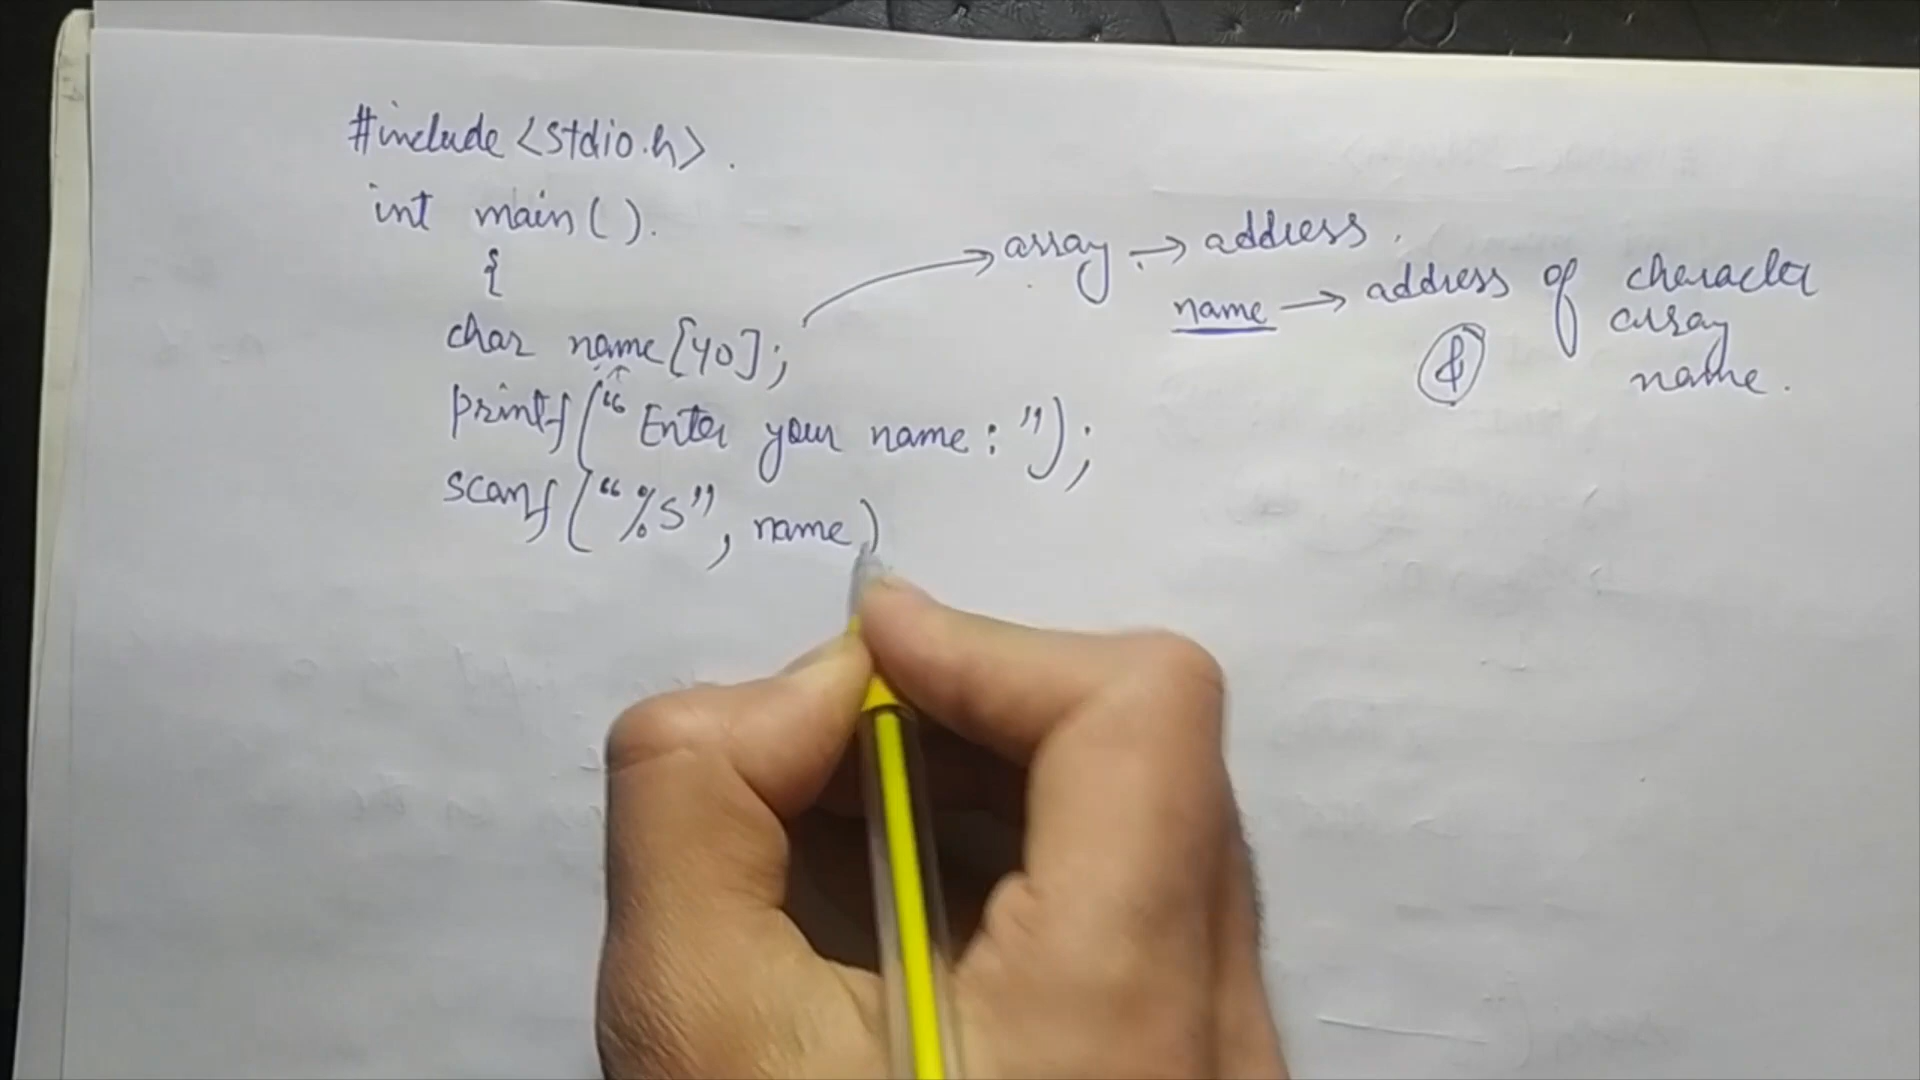 #include <stdio.h>.
int main().
{
char name[40];
printf("Enter your name: ");
scanf("%s", name)
→ array → address.
name → address of character
array
name.
&